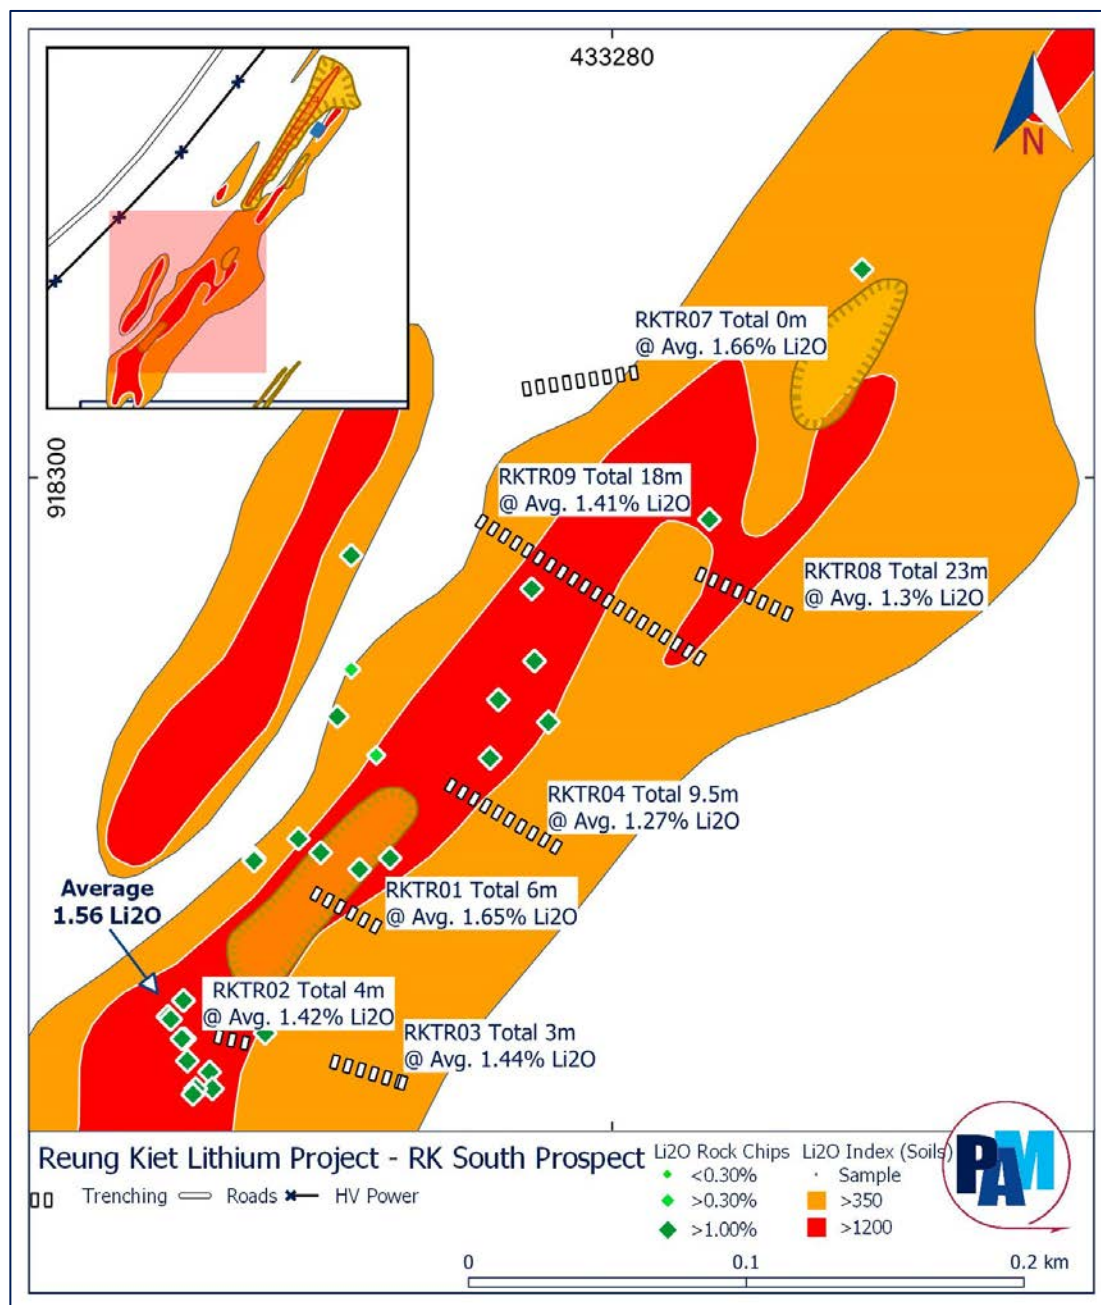 433280
N
RKTR07 Total 0m
@ Avg. 1.66% Li2O
918300
RKTR09 Total 18m
@ Avg. 1.41% Li2O
RKTR08 Total 23m
@ Avg. 1.3% Li2O
RKTR04 Total 9.5m
@ Avg. 1.27% Li2O
RKTR01 Total 6m
@ Avg. 1.65% Li2O
Average
1.56 Li2O
RKTR02 Total 4m
@ Avg. 1.42% Li2O
RKTR03 Total 3m
@ Avg. 1.44% Li2O
Reung Kiet Lithium Project - RK South Prospect
Trenching
Roads
HV Power
Li2O Rock Chips
<0.30%
>0.30%
>1.00%
Li2O Index (Soils)
Sample
>350
>1200
PAM
0 0.1 0.2 km